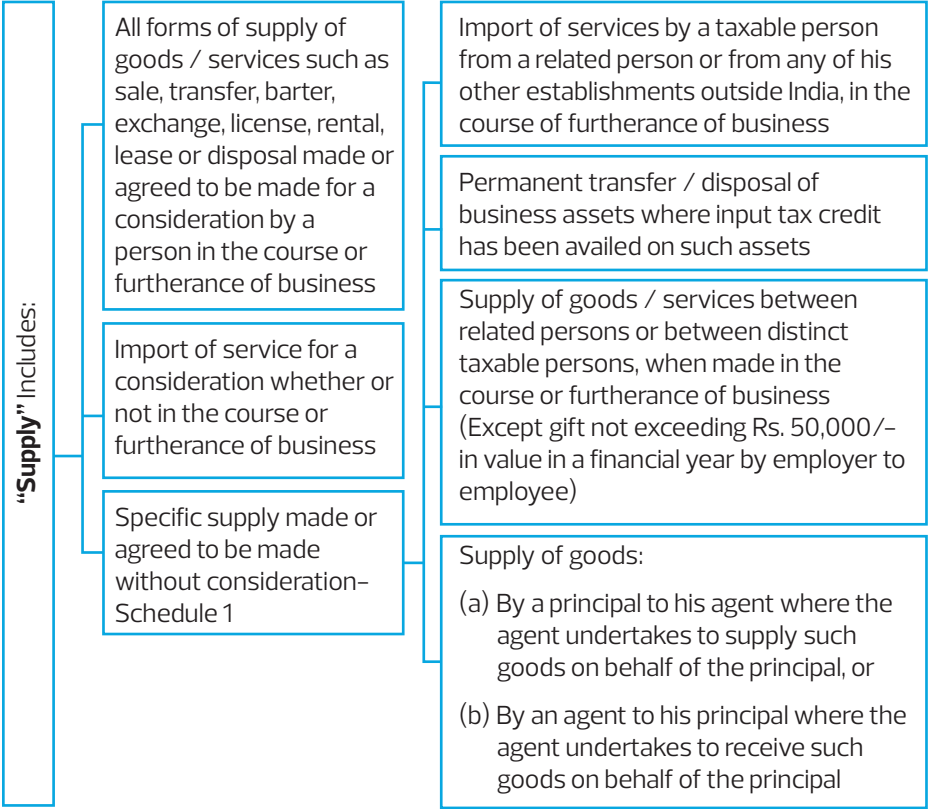 “Supply” Includes:
All forms of supply of
goods / services such as
sale, transfer, barter,
exchange, license, rental,
lease or disposal made or
agreed to be made for a
consideration by a
person in the course or
furtherance of business
Import of service for a
consideration whether or
not in the course or
furtherance of business
Specific supply made or
agreed to be made
without consideration–
Schedule 1
Import of services by a taxable person
from a related person or from any of his
other establishments outside India, in the
course of furtherance of business
Permanent transfer / disposal of
business assets where input tax credit
has been availed on such assets
Supply of goods / services between
related persons or between distinct
taxable persons, when made in the
course or furtherance of business
(Except gift not exceeding Rs. 50,000/–
in value in a financial year by employer to
employee)
Supply of goods:
(a) By a principal to his agent where the
agent undertakes to supply such
goods on behalf of the principal, or
(b) By an agent to his principal where the
agent undertakes to receive such
goods on behalf of the principal